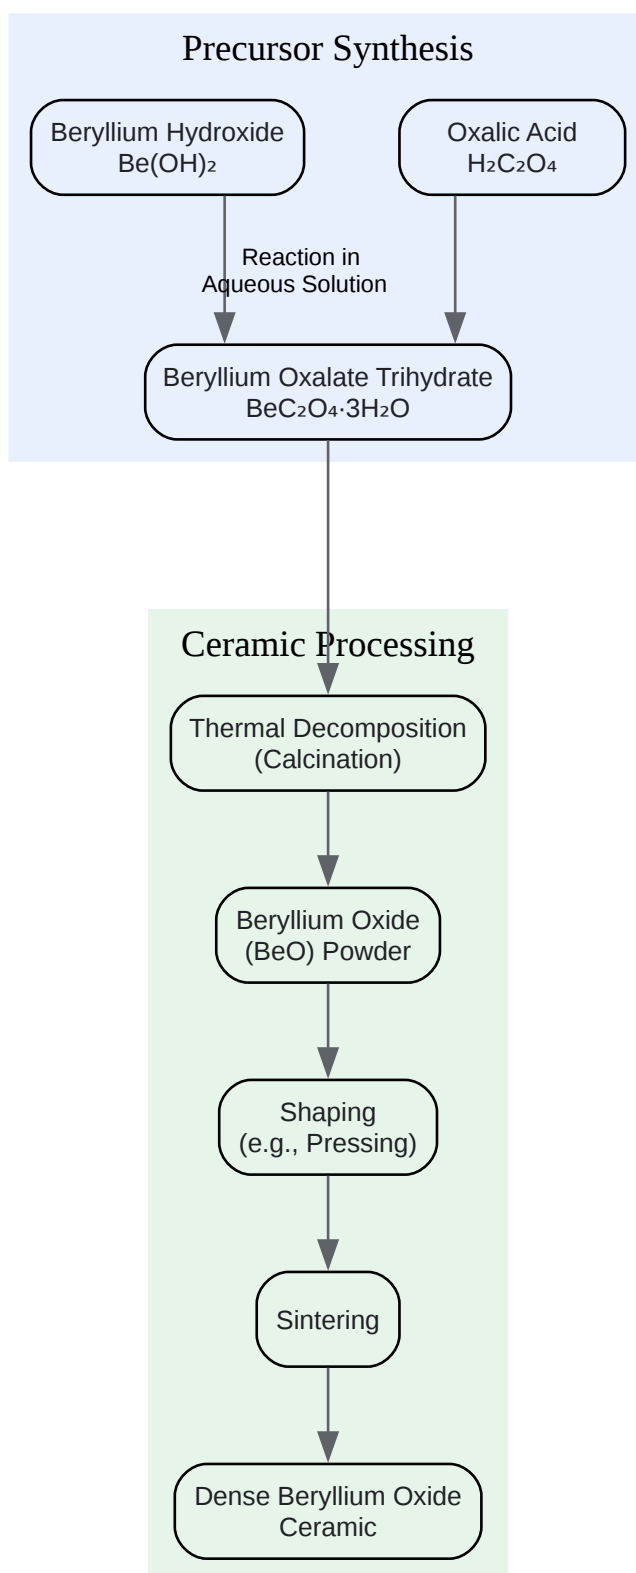 Precursor Synthesis
Beryllium Hydroxide
Be(OH)₂
Oxalic Acid
H₂C₂O₄
Reaction in
Aqueous Solution
Beryllium Oxalate Trihydrate
BeC₂O₄·3H₂O
Ceramic Processing
Thermal Decomposition
(Calcination)
Beryllium Oxide
(BeO) Powder
Shaping
(e.g., Pressing)
Sintering
Dense Beryllium Oxide
Ceramic